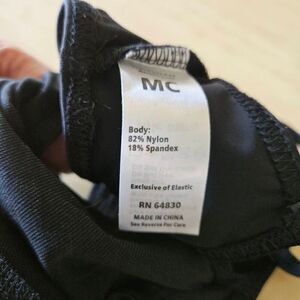 MC
Body:
82% Nylon
18% Spandex
Exclusive of Elastic
RN 64830
MADE IN CHINA
See Reverse For Care